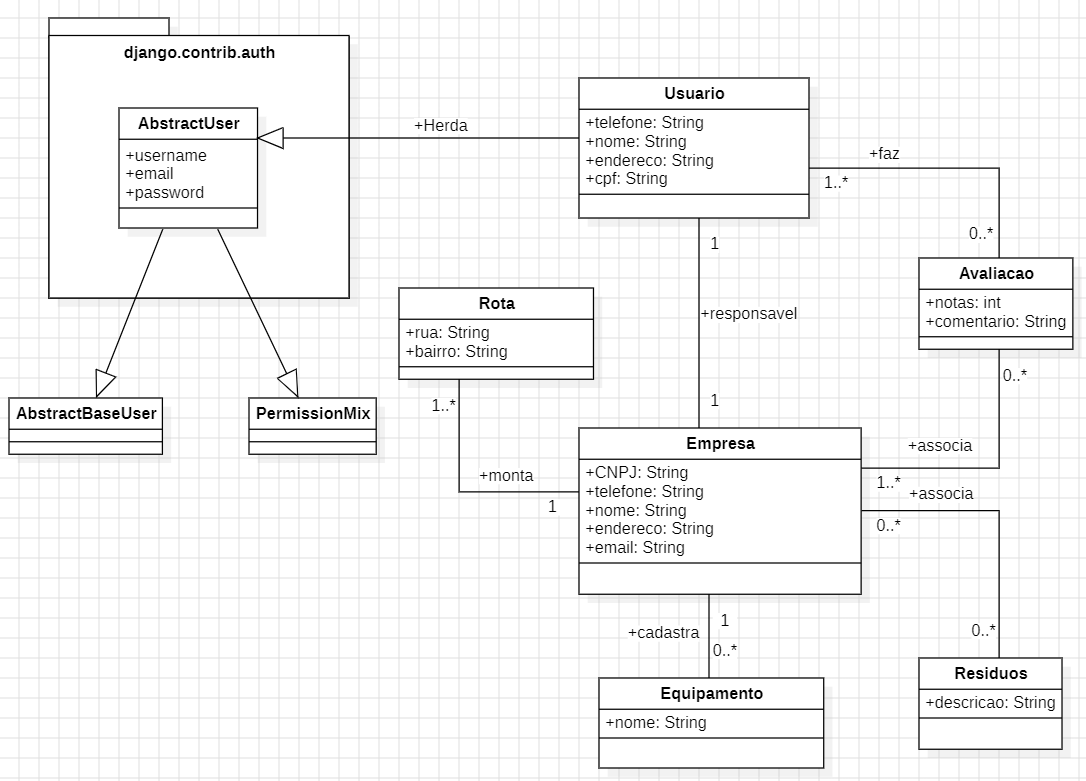 django.contrib.auth
AbstractUser
+username
+email
+password
+Herda
Usuario
+telefone: String
+nome: String
+endereco: String
+cpf: String
+faz
1..*
0..*
Avaliacao
+notas: int
+comentario: String
0..*
1
+responsavel
1
Rota
+rua: String
+bairro: String
1..*
+monta
1
AbstractBaseUser
PermissionMix
Empresa
+CNPJ: String
+telefone: String
+nome: String
+endereco: String
+email: String
+associa
1..*
+associa
0..*
0..*
Residuos
+descricao: String
1
+cadastra
0..*
Equipamento
+nome: String